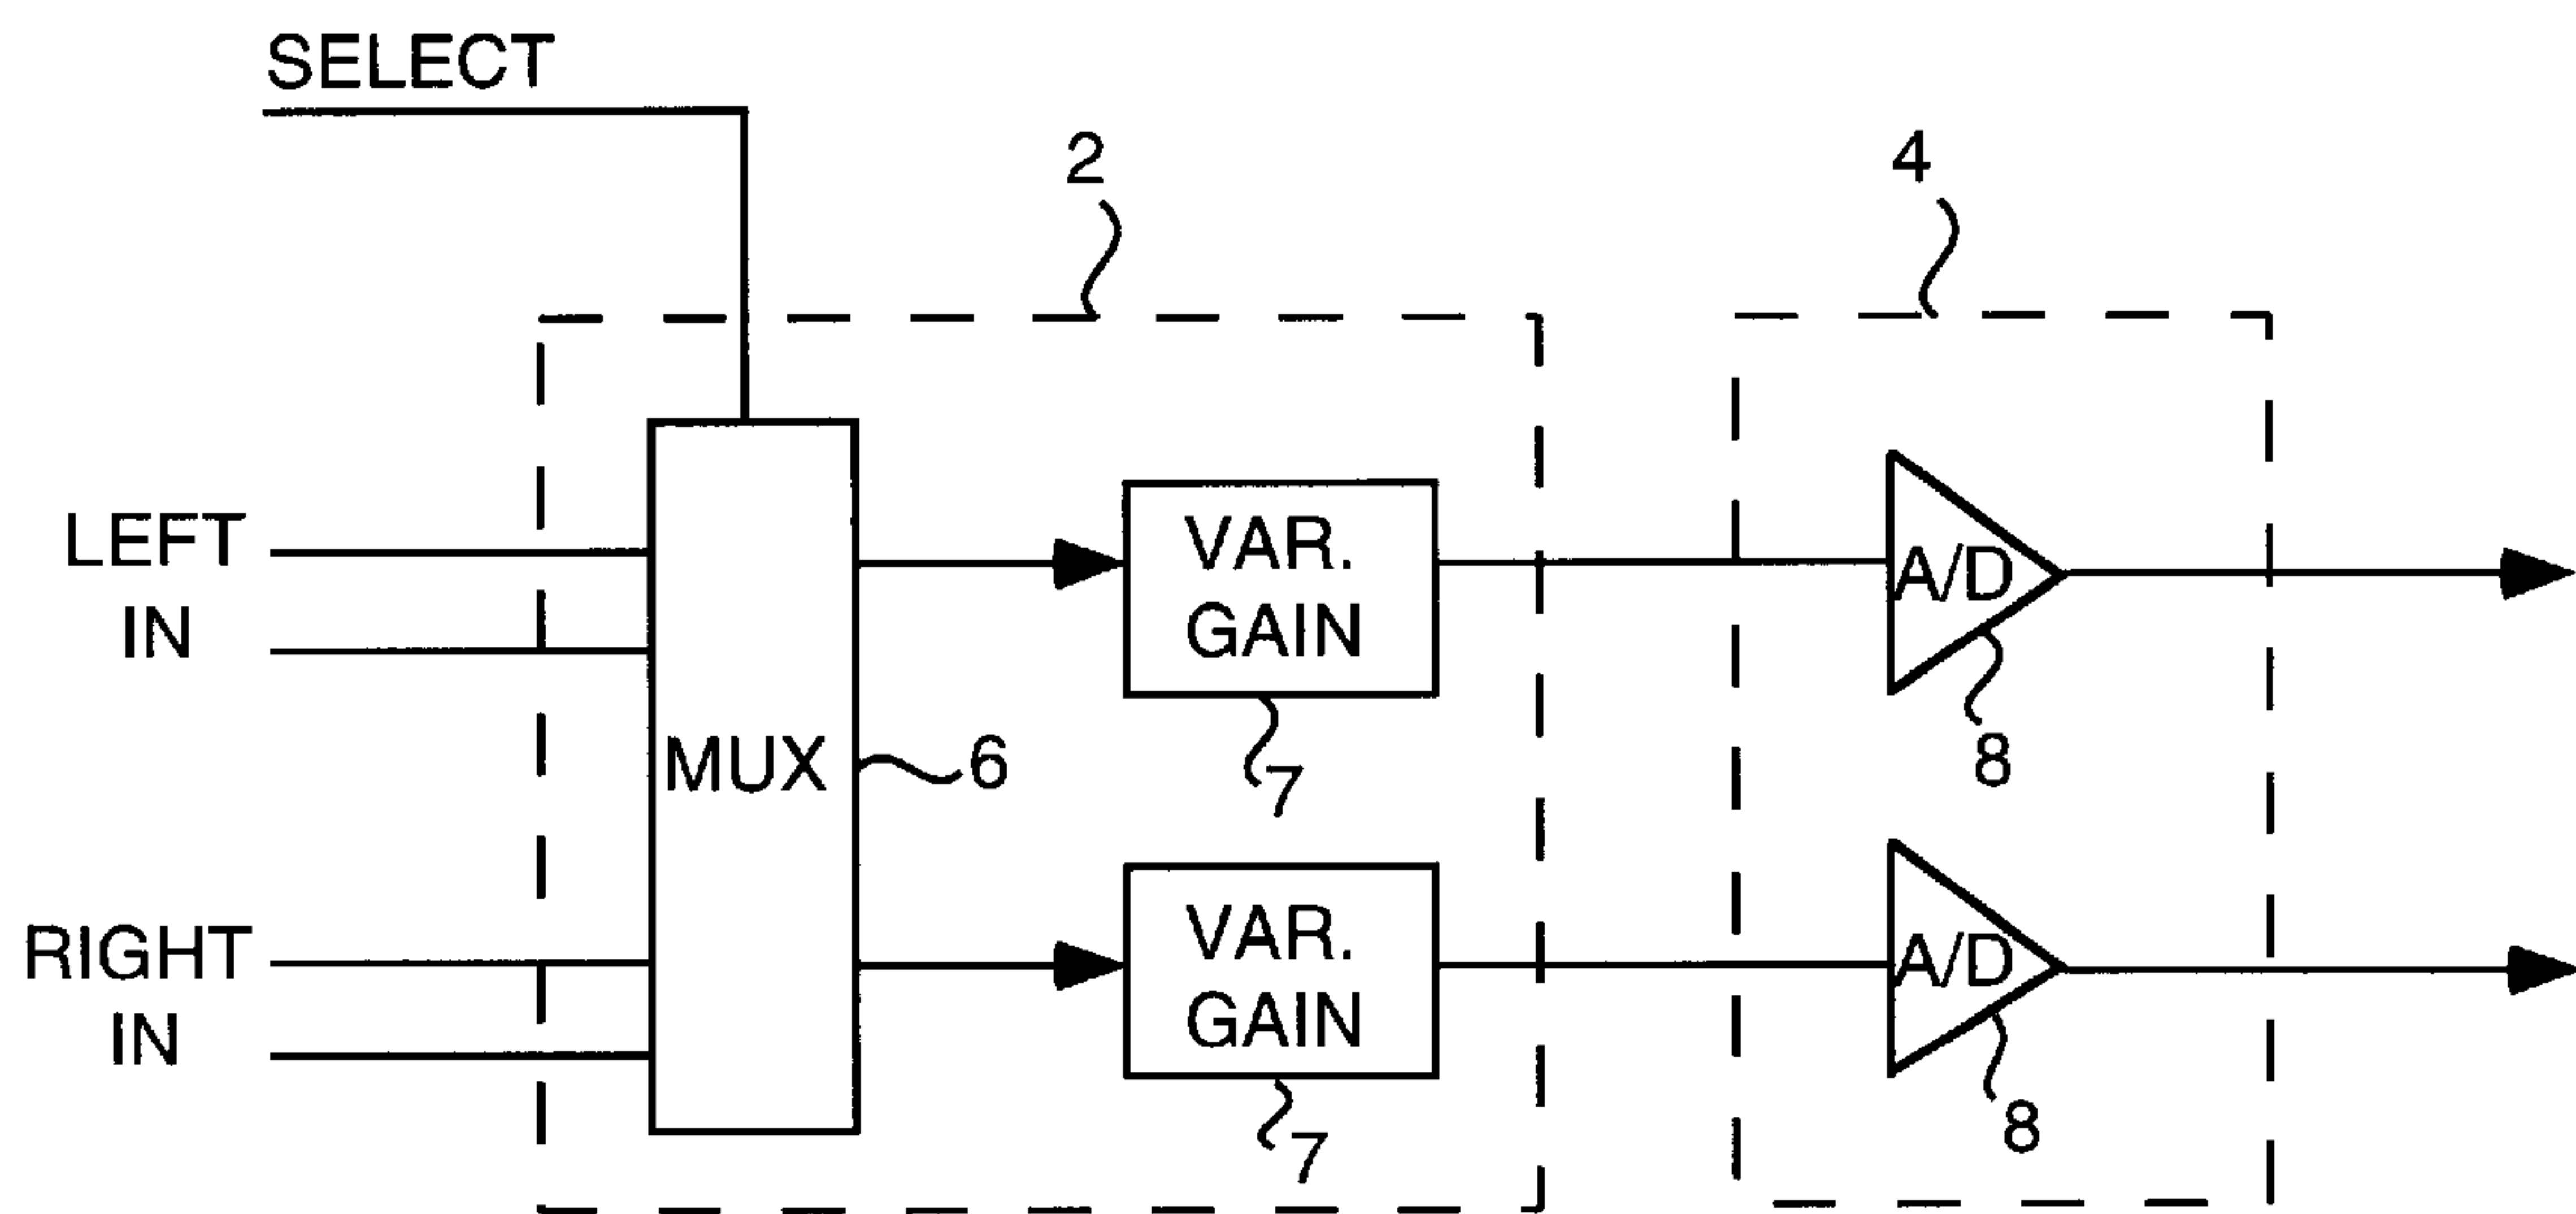 SELECT
2
4
LEFT
IN
VAR.
GAIN
A/D
MUX
6
7
8
RIGHT
IN
VAR.
GAIN
A/D
7
8